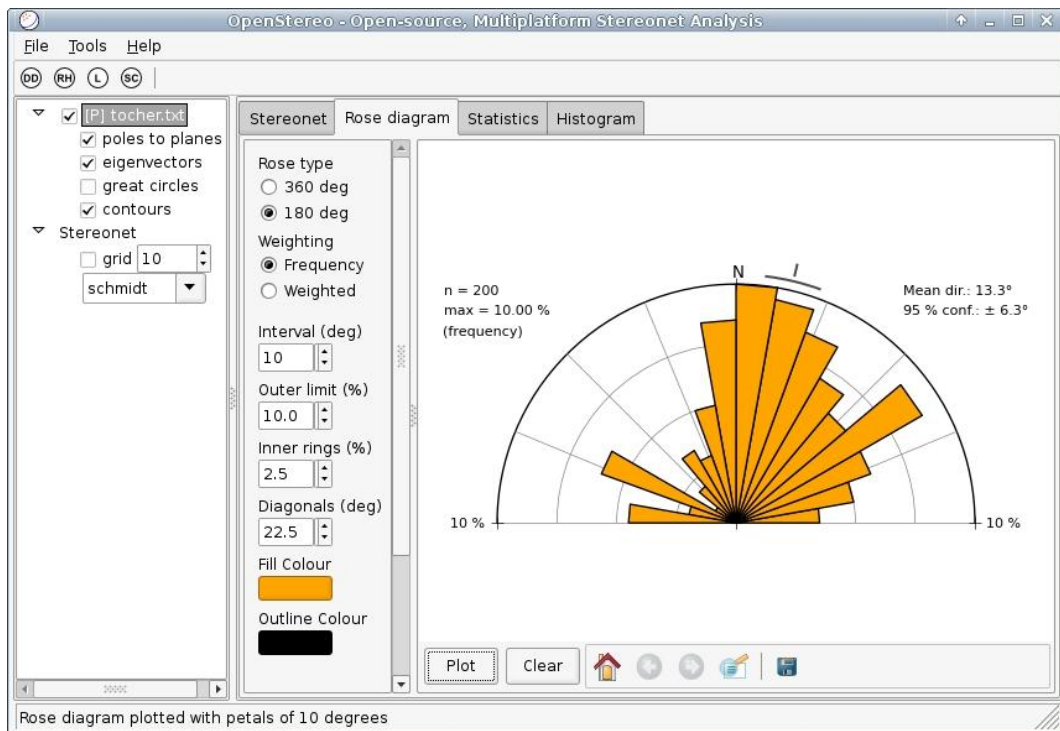 OpenStereo - Open-source, Multiplatform Stereonet Analysis
File Tools Help
DD RH L SC
[P] tocher.txt
poles to planes
eigenvectors
great circles
contours
Stereonet
grid 10
schmidt
Stereonet Rose diagram Statistics Histogram
Rose type
360 deg
180 deg
Weighting
Frequency
Weighted
Interval (deg)
10
Outer limit (%)
10.0
Inner rings (%)
2.5
Diagonals (deg)
22.5
Fill Colour
Outline Colour
n = 200
max = 10.00 %
(frequency)
N
Mean dir.: 13.3°
95 % conf.: ± 6.3°
10 %
10 %
Plot Clear
Rose diagram plotted with petals of 10 degrees